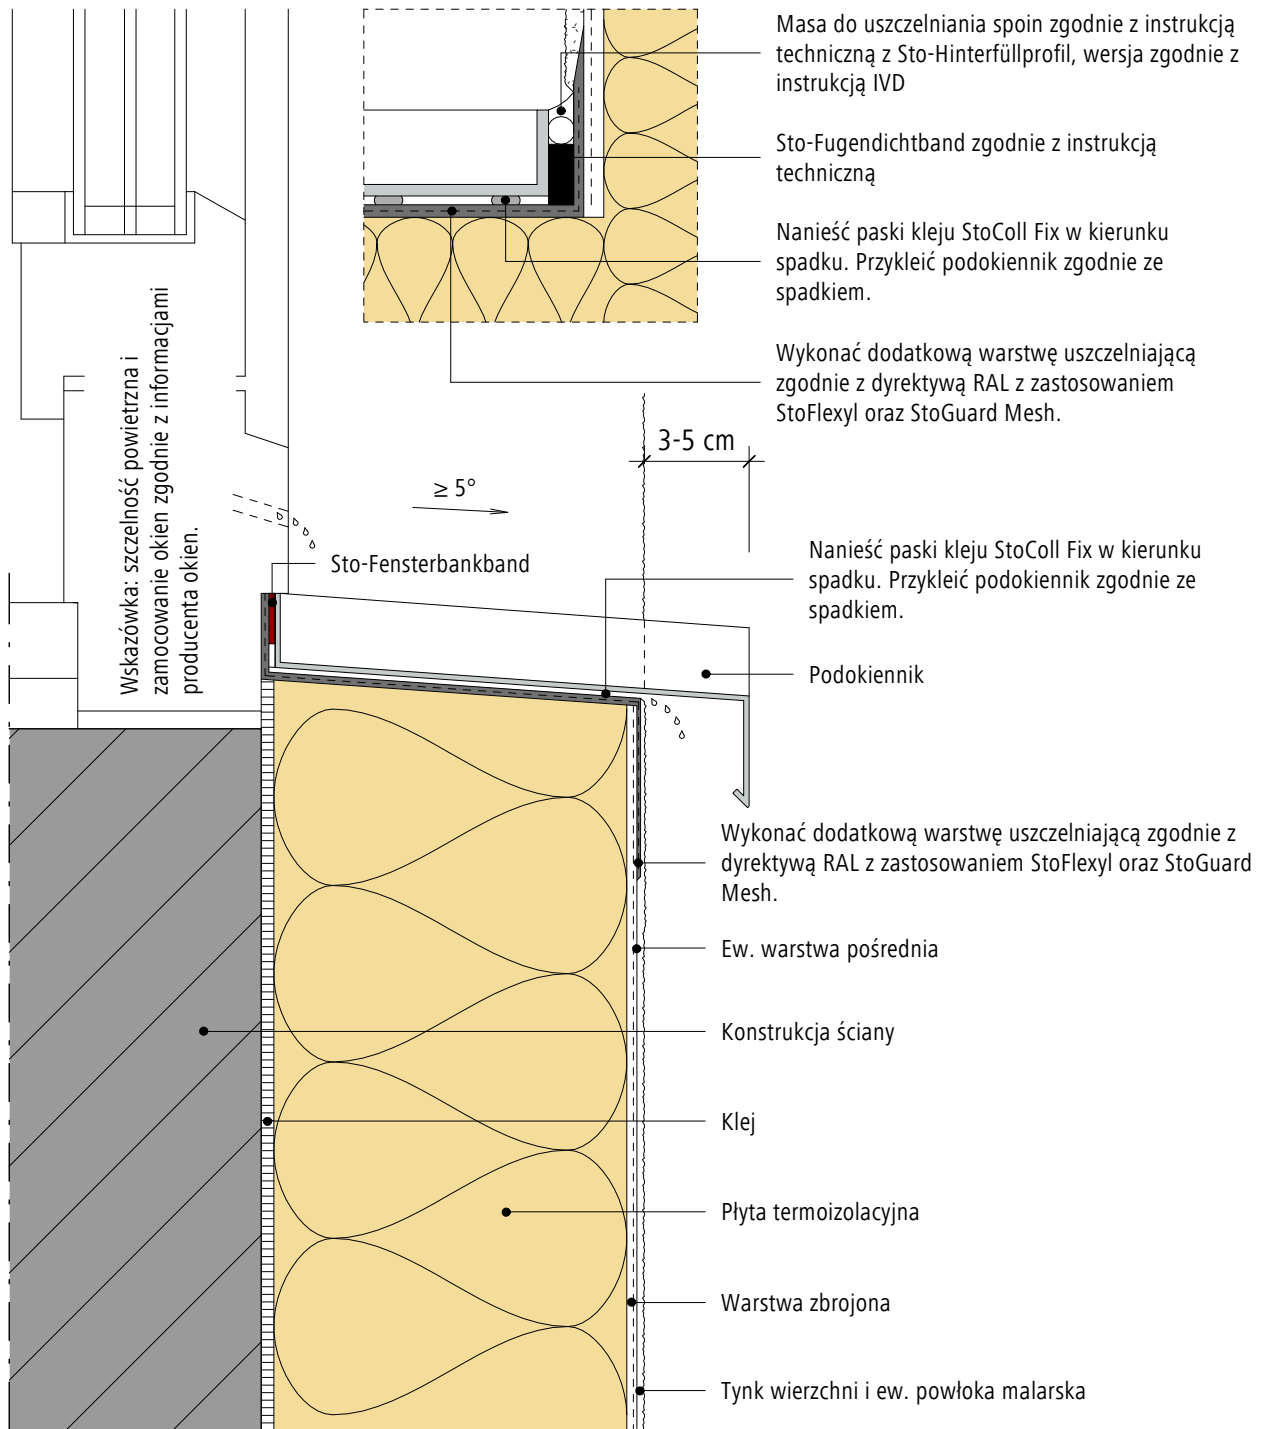 Masa do uszczelniania spoin zgodnie z instrukcją
techniczną z Sto-Hinterfüllprofil, wersja zgodnie z
instrukcją IVD
Sto-Fugendichtband zgodnie z instrukcją
techniczną
Nanieść paski kleju StoColl Fix w kierunku
spadku. Przykleić podokiennik zgodnie ze
spadkiem.
Wykonać dodatkową warstwę uszczelniającą
zgodnie z dyrektywą RAL z zastosowaniem
StoFlexyl oraz StoGuard Mesh.
3-5 cm
≥ 5°
Wskazówka: szczelność powietrzna i
zamocowanie okien zgodnie z informacjami
producenta okien.
Sto-Fensterbankband
Nanieść paski kleju StoColl Fix w kierunku
spadku. Przykleić podokiennik zgodnie ze
spadkiem.
Podokiennik
Wykonać dodatkową warstwę uszczelniającą zgodnie z
dyrektywą RAL z zastosowaniem StoFlexyl oraz StoGuard
Mesh.
Ew. warstwa pośrednia
Konstrukcja ściany
Klej
Płyta termoizolacyjna
Warstwa zbrojona
Tynk wierzchni i ew. powłoka malarska